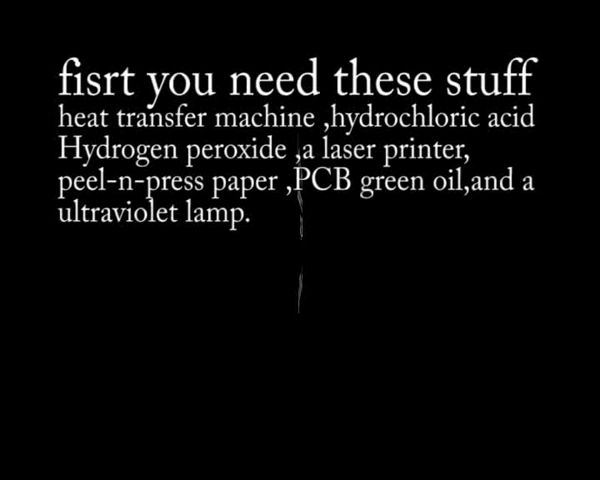 fisrt you need these stuff
heat transfer machine ,hydrochloric acid
Hydrogen peroxide ,a laser printer,
peel-n-press paper ,PCB green oil,and a
ultraviolet lamp.